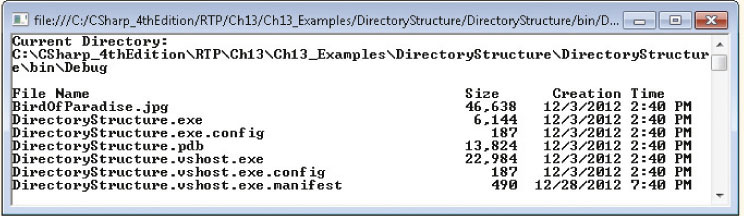 file:///C:/CSharp_4thEdition/RTP/Ch13/Ch13_Examples/DirectoryStructure/DirectoryStructure/bin/D...
Current Directory:
C:\CSharp_4thEdition\RTP\Ch13\Ch13_Examples\DirectoryStructure\DirectoryStructur
e\bin\Debug
File Name Size Creation Time
BirdOfParadise.jpg 46,638 12/3/2012 2:40 PM
DirectoryStructure.exe 6,144 12/3/2012 2:40 PM
DirectoryStructure.exe.config 187 12/3/2012 2:40 PM
DirectoryStructure.pdb 13,824 12/3/2012 2:40 PM
DirectoryStructure.vshost.exe 22,984 12/3/2012 2:40 PM
DirectoryStructure.vshost.exe.config 187 12/3/2012 2:40 PM
DirectoryStructure.vshost.exe.manifest 490 12/28/2012 7:40 PM